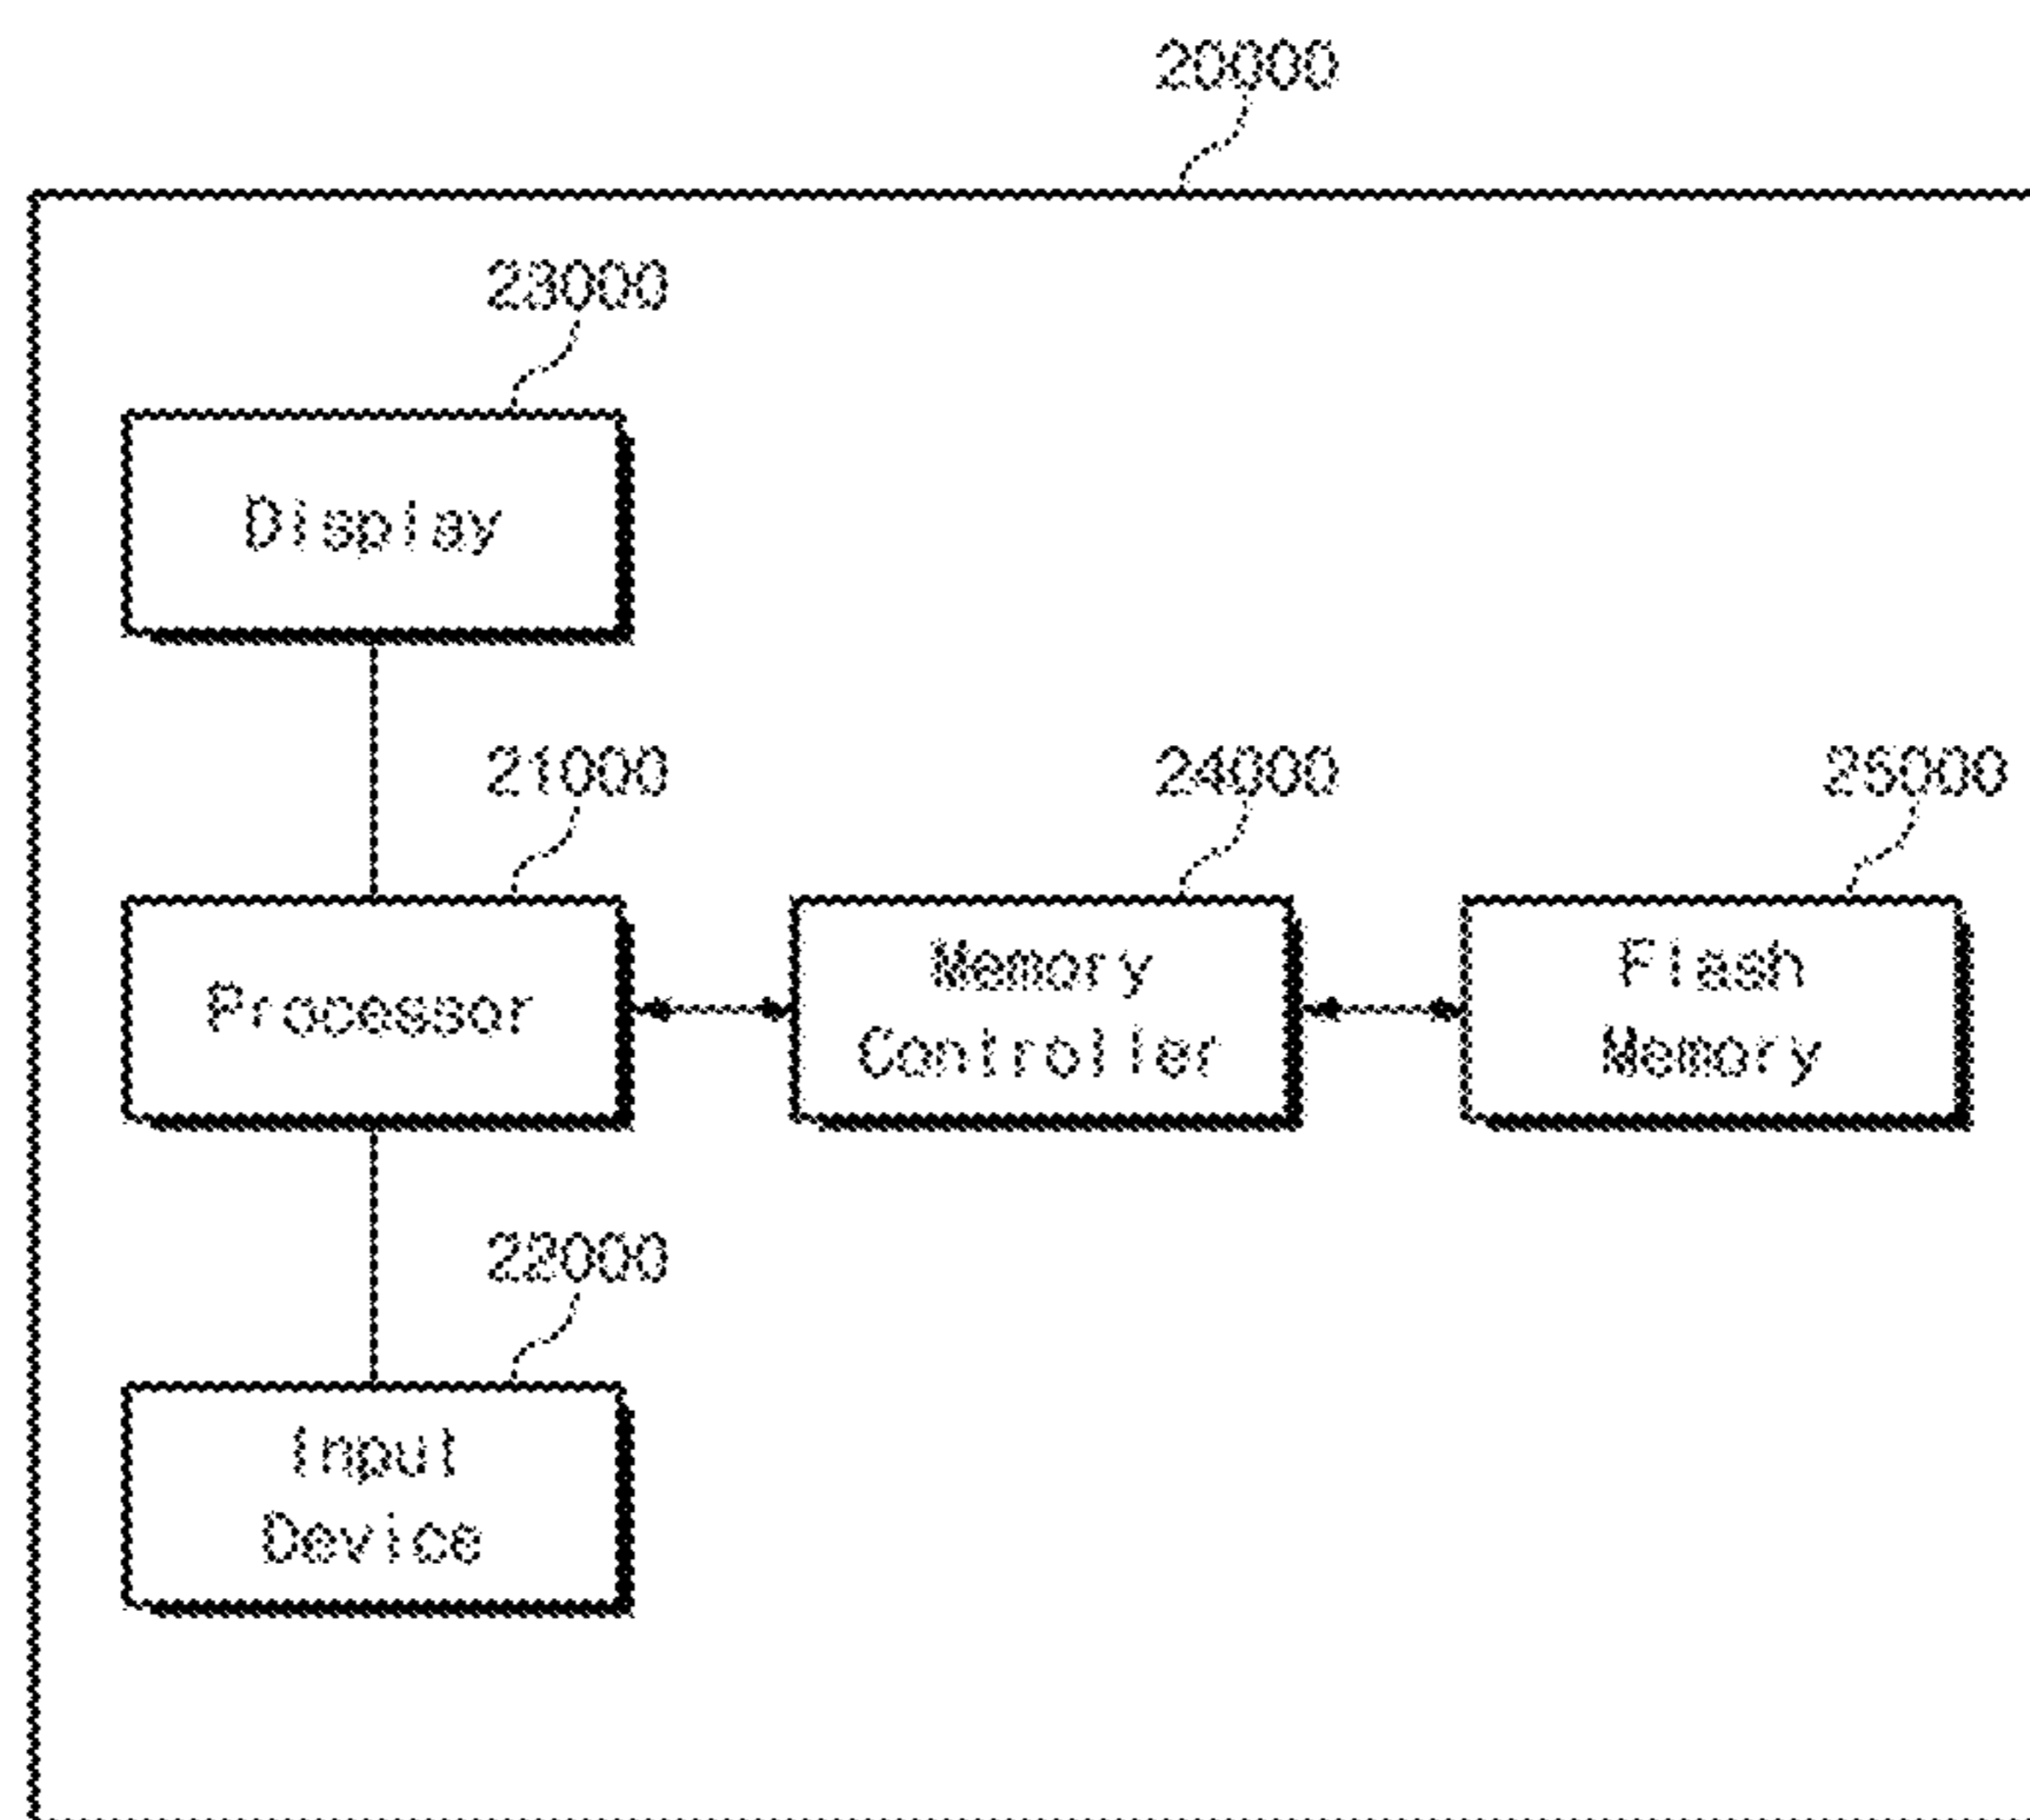 20000
23000
Display
21000
24000
25000
Processor
Memory
Controller
Flash
Memory
22000
Input
Device